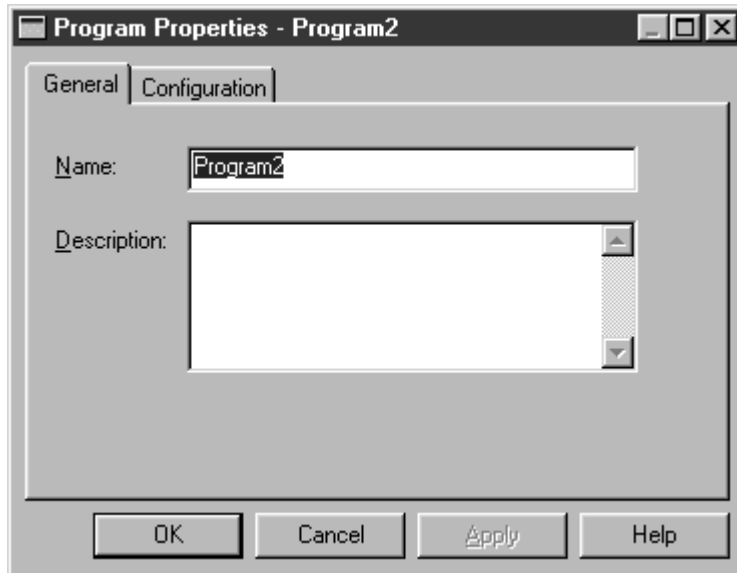 Program Properties - Program2
General Configuration
Name: Program2
Description:
OK Cancel Apply Help